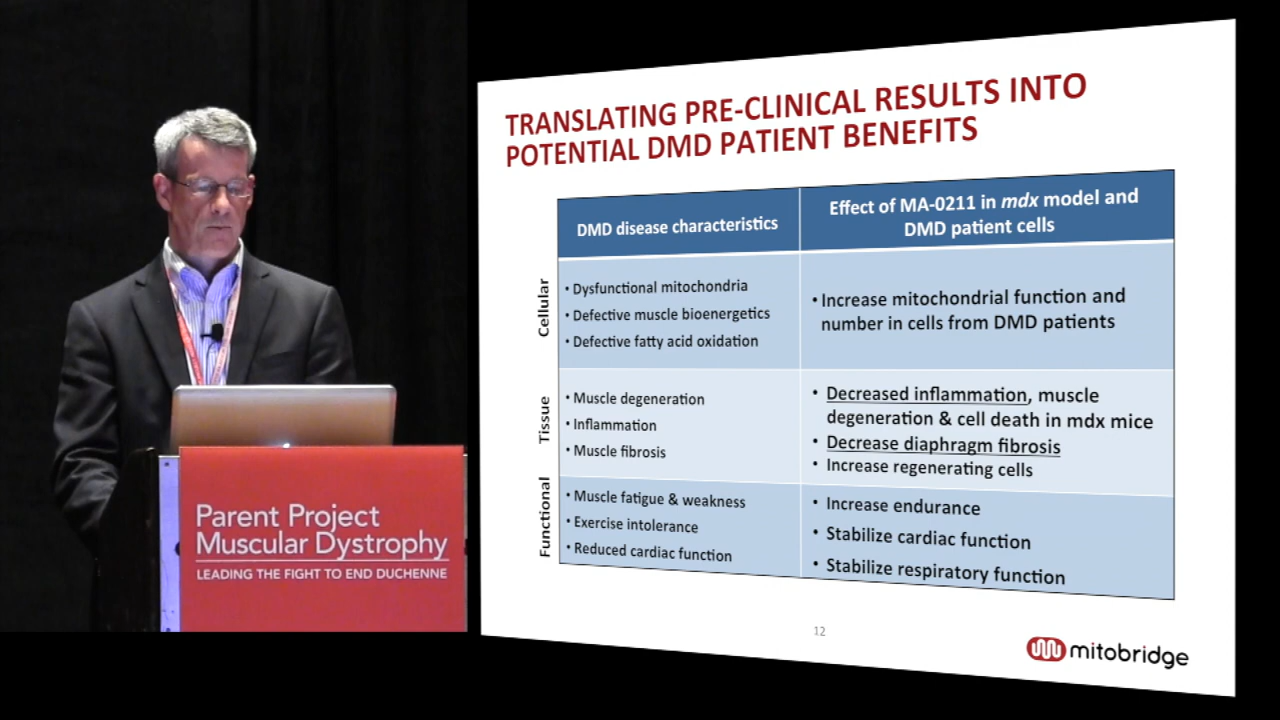 Parent Project
Muscular Dystrophy
LEADING THE FIGHT TO END DUCHENNE
TRANSLATING PRE-CLINICAL RESULTS INTO
POTENTIAL DMD PATIENT BENEFITS
DMD disease characteristics
Effect of MA-0211 in mdx model and
DMD patient cells
Cellular
• Dysfunctional mitochondria
• Defective muscle bioenergetics
• Defective fatty acid oxidation
• Increase mitochondrial function and
number in cells from DMD patients
Tissue
• Muscle degeneration
• Inflammation
• Muscle fibrosis
• Decreased inflammation, muscle
degeneration & cell death in mdx mice
• Decrease diaphragm fibrosis
• Increase regenerating cells
Functional
• Muscle fatigue & weakness
• Exercise intolerance
• Reduced cardiac function
• Increase endurance
• Stabilize cardiac function
• Stabilize respiratory function
12
mitobridge